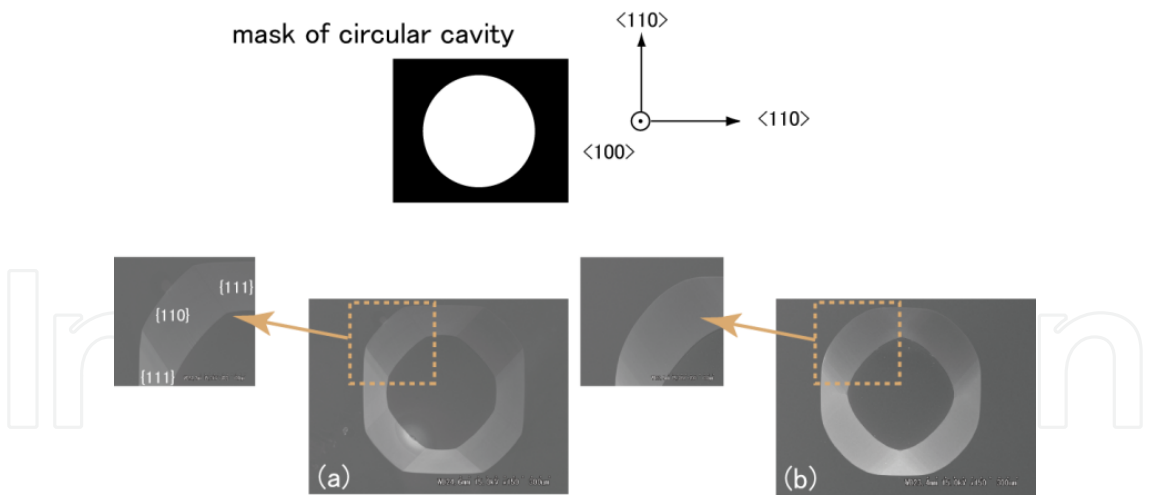 <110>
mask of circular cavity
<110>
<100>
{111}
{110}
{111}
(a)
(b)